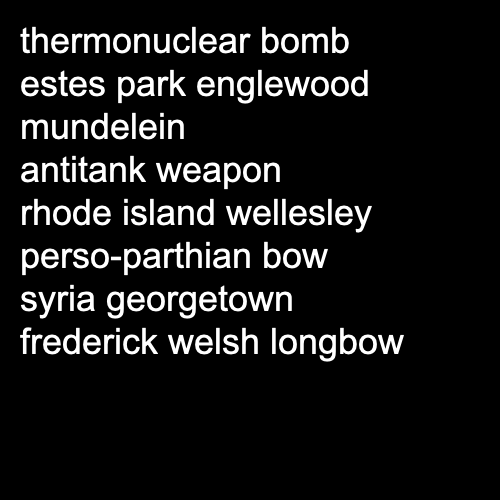 thermonuclear bomb
estes park englewood
mundelein
antitank weapon
rhode island wellesley
perso-parthian bow
syria georgetown
frederick welsh longbow